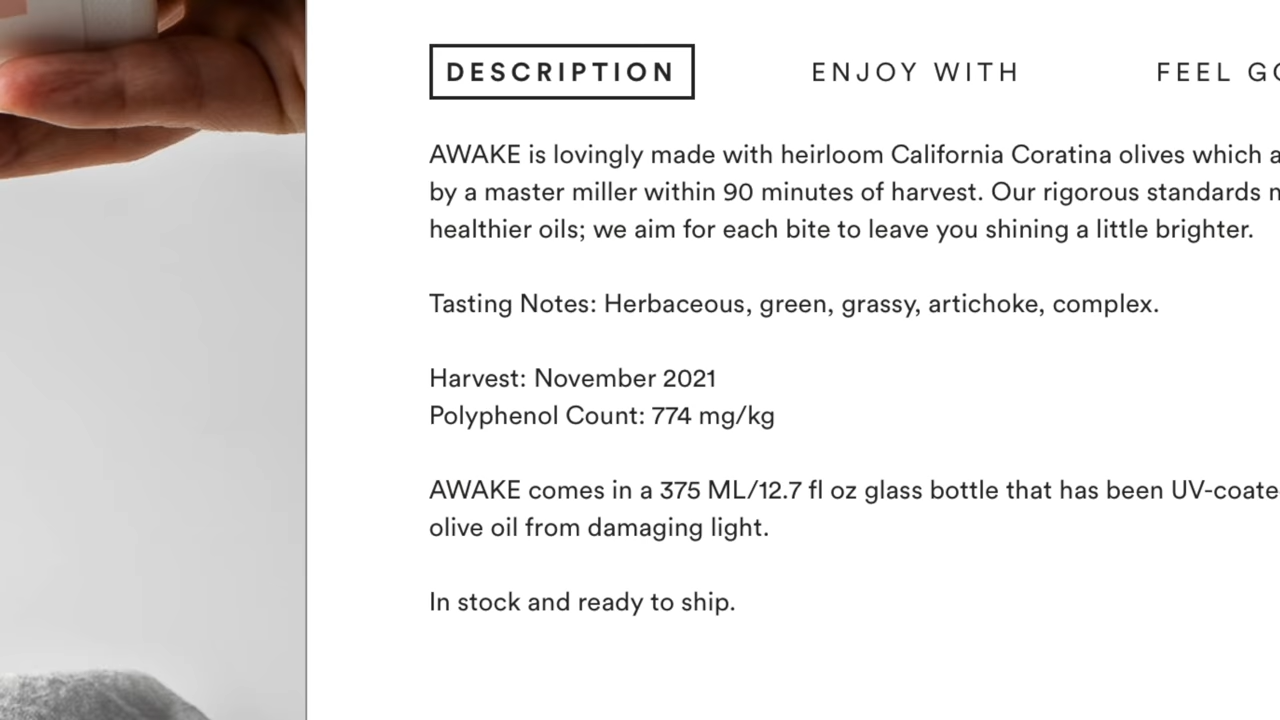 DESCRIPTION ENJOY WITH FEEL
AWAKE is lovingly made with heirloom California Coratina olives which
by a master miller within 90 minutes of harvest. Our rigorous standards
healthier oils; we aim for each bite to leave you shining a little brighter.
Tasting Notes: Herbaceous, green, grassy, artichoke, complex.
Harvest: November 2021
Polyphenol Count: 774 mg/kg
AWAKE comes in a 375 ML/12.7 fl oz glass bottle that has been
olive oil from damaging light.
In stock and ready to ship.